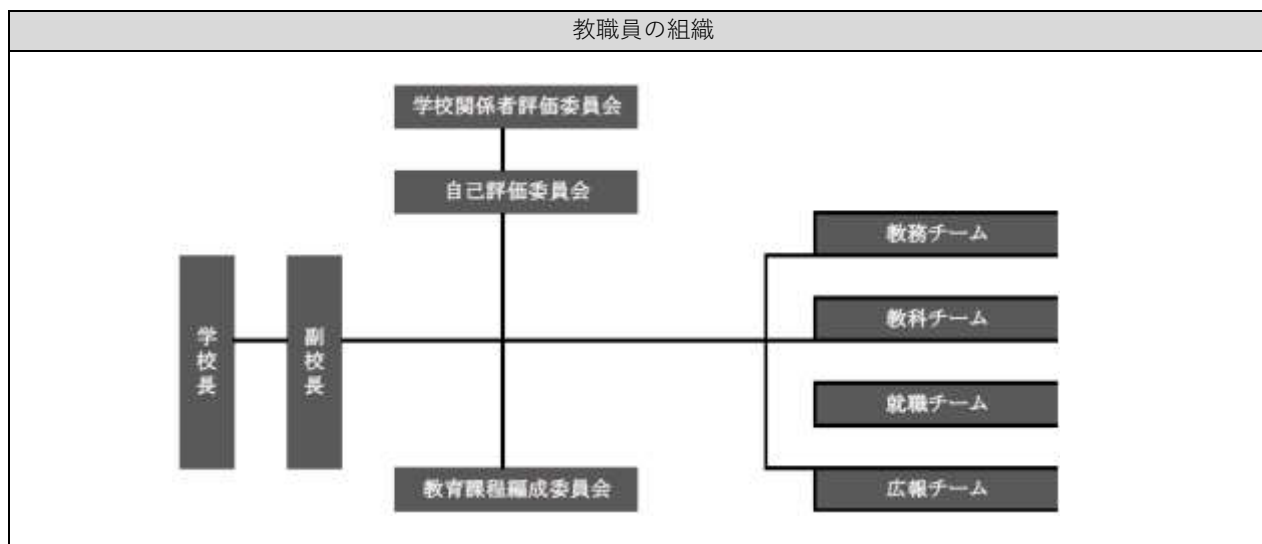 教職員の組織
学校関係者評価委員会
自己評価委員会
学校長
副校長
教務チーム
教科チーム
就職チーム
広報チーム
教育課程編成委員会